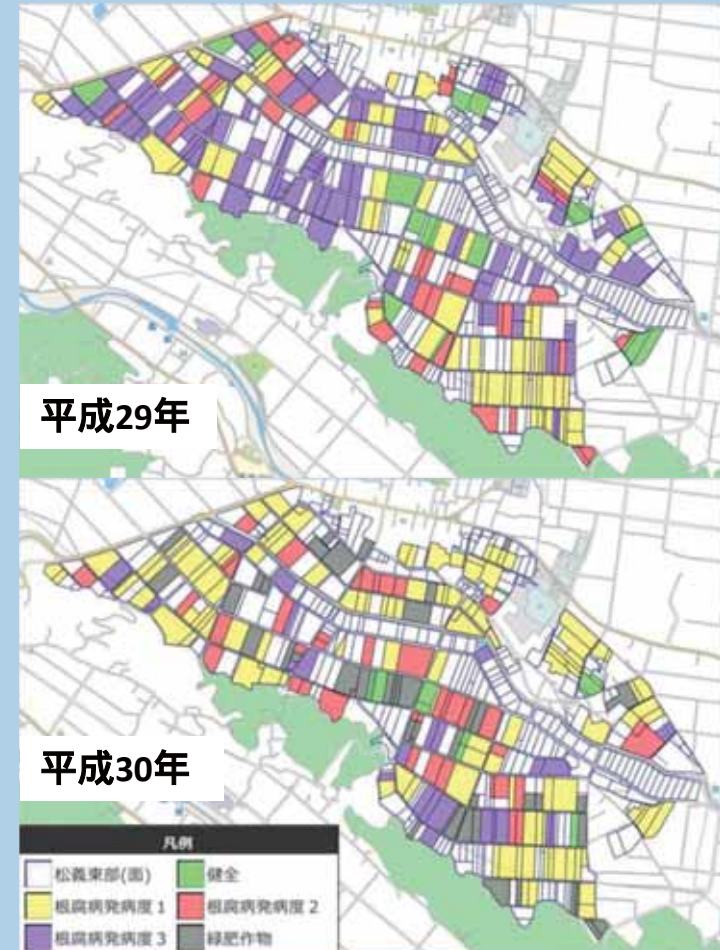 平成29年
平成30年
凡例
松義東部(面)
健全
根腐病発病度 1
根腐病発病度 2
根腐病発病度 3
緑肥作物